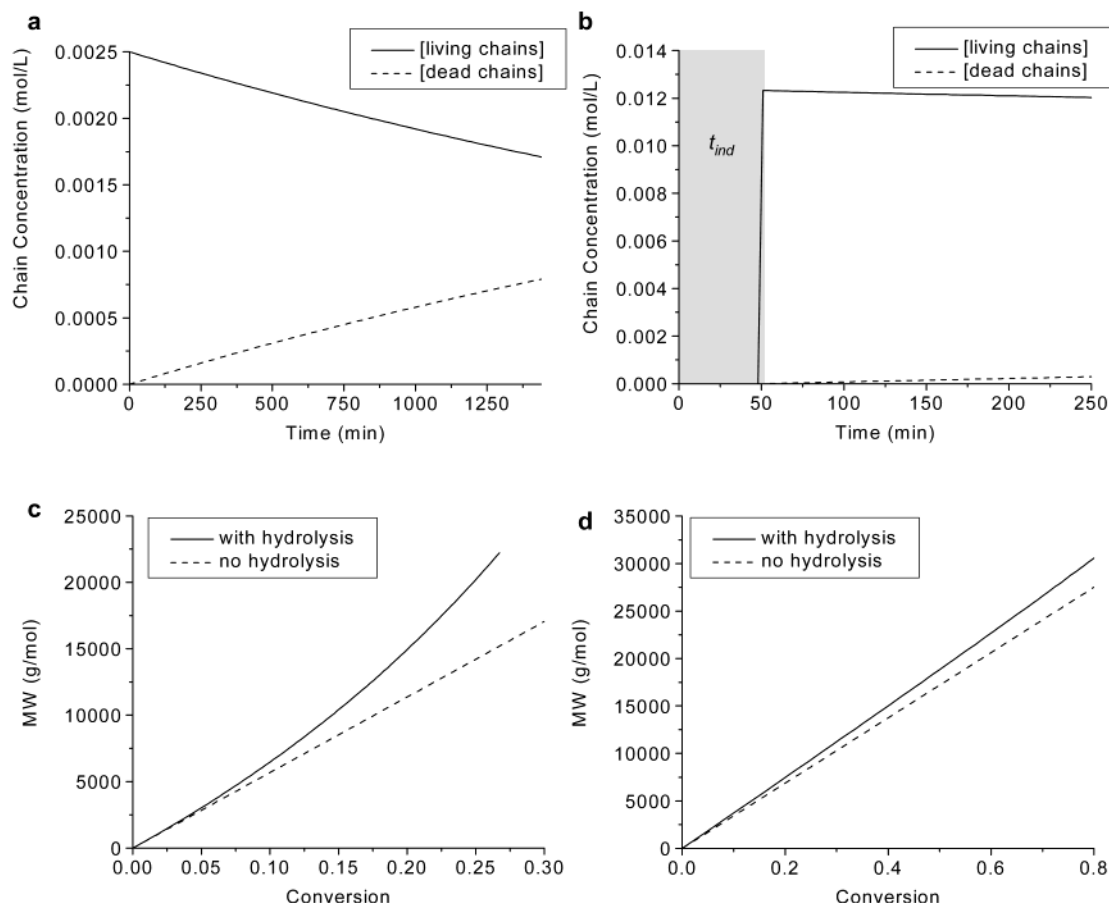 a
[living chains]
[dead chains]
Chain Concentration (mol/L)
0.0025
0.0020
0.0015
0.0010
0.0005
0.0000
0 250 500 750 1000 1250
Time (min)
b
[living chains]
[dead chains]
t_ind
Chain Concentration (mol/L)
0.014
0.012
0.010
0.008
0.006
0.004
0.002
0.000
0 50 100 150 200 250
Time (min)
c
with hydrolysis
no hydrolysis
MW (g/mol)
25000
20000
15000
10000
5000
0
0.00 0.05 0.10 0.15 0.20 0.25 0.30
Conversion
d
with hydrolysis
no hydrolysis
MW (g/mol)
35000
30000
25000
20000
15000
10000
5000
0
0.0 0.2 0.4 0.6 0.8
Conversion